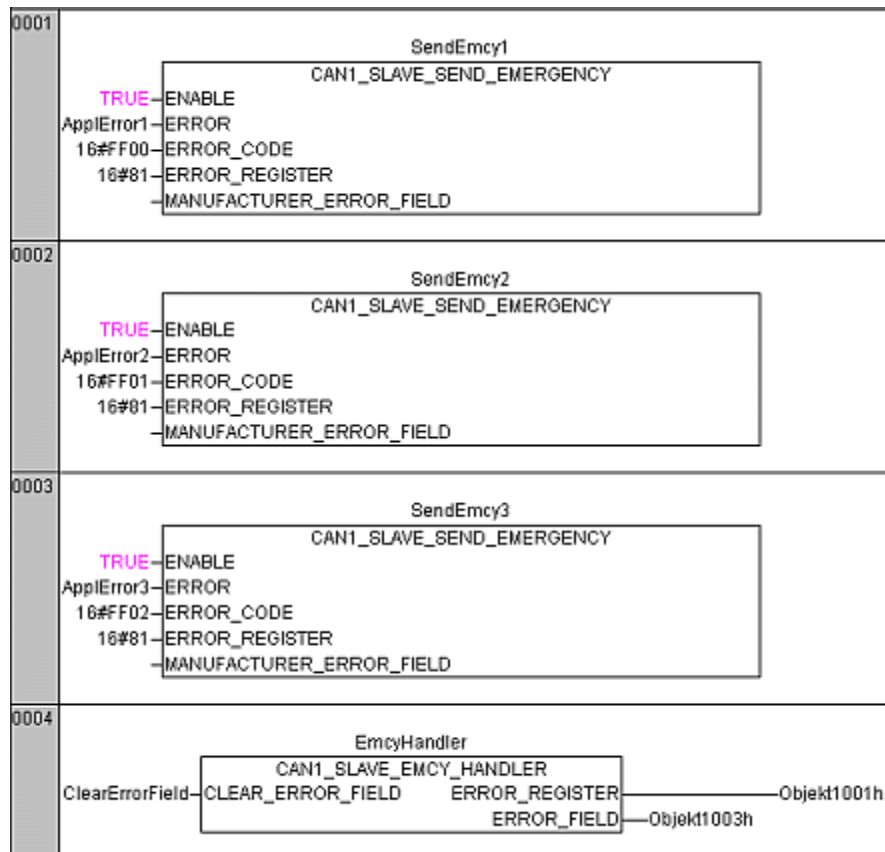 0001
SendEmcy1
CAN1_SLAVE_SEND_EMERGENCY
TRUE ENABLE
ApplError1 ERROR
16#FF00 ERROR_CODE
16#81 ERROR_REGISTER
MANUFACTURER_ERROR_FIELD
0002
SendEmcy2
CAN1_SLAVE_SEND_EMERGENCY
TRUE ENABLE
ApplError2 ERROR
16#FF01 ERROR_CODE
16#81 ERROR_REGISTER
MANUFACTURER_ERROR_FIELD
0003
SendEmcy3
CAN1_SLAVE_SEND_EMERGENCY
TRUE ENABLE
ApplError3 ERROR
16#FF02 ERROR_CODE
16#81 ERROR_REGISTER
MANUFACTURER_ERROR_FIELD
0004
EmcyHandler
CAN1_SLAVE_EMCY_HANDLER
ClearErrorField CLEAR_ERROR_FIELD ERROR_REGISTER Objekt1001h
ERROR_FIELD Objekt1003h